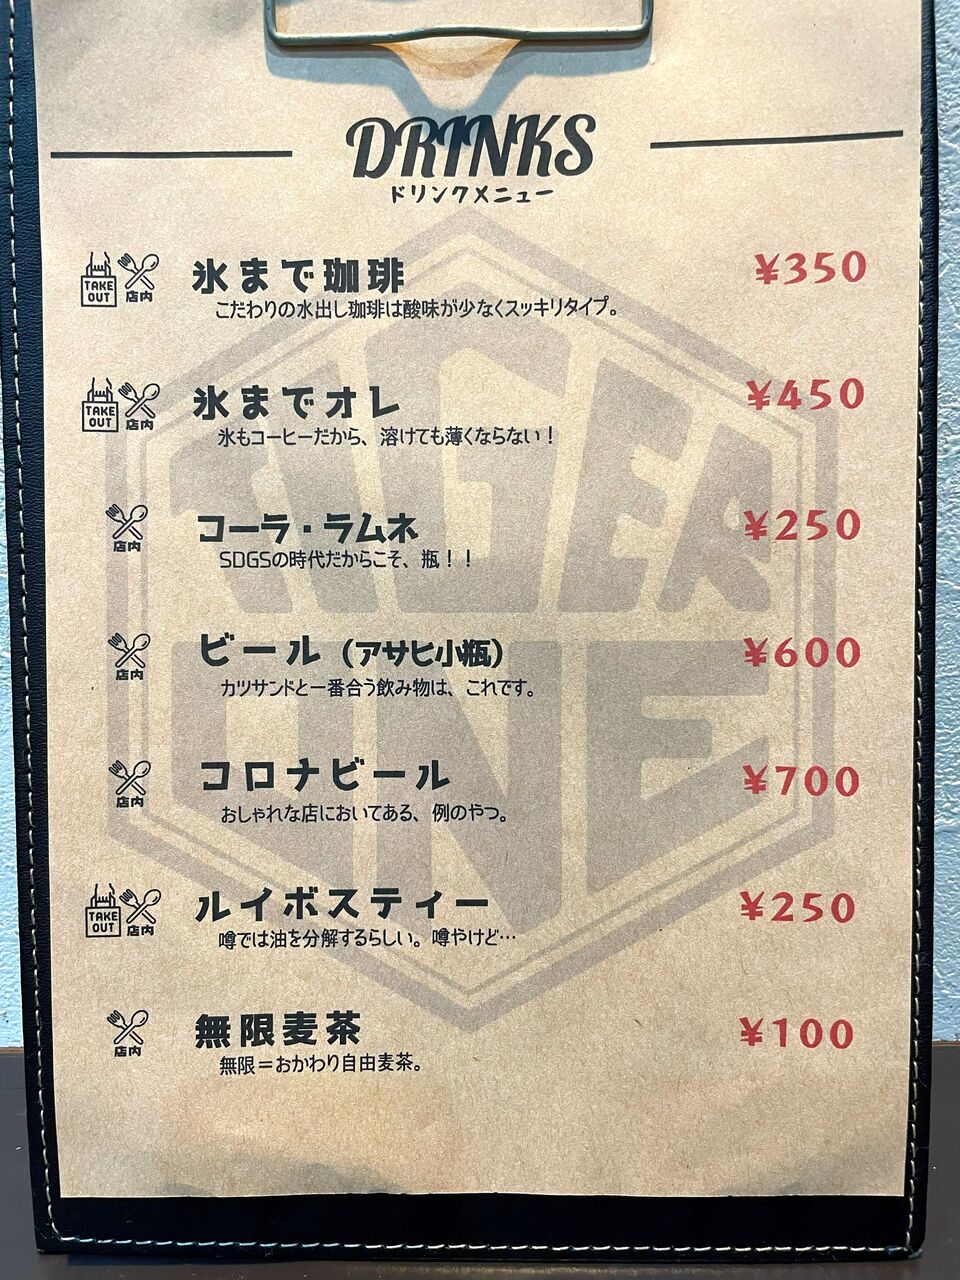 DRINKS
ドリンクメニュー
TAKE OUT 店内 氷まで珈琲 ¥350
こだわりの水出し珈琲は酸味が少なくスッキリタイプ。
TAKE OUT 店内 氷までオレ ¥450
氷もコーヒーだから、溶けても薄くならない！
店内 コーラ・ラムネ ¥250
SDGSの時代だからこそ、瓶！！
店内 ビール（アサヒ小瓶） ¥600
カツサンドと一番合う飲み物は、これです。
店内 コロナビール ¥700
おしゃれな店においてある、例のやつ。
TAKE OUT 店内 ルイボスティー ¥250
噂では油を分解するらしい。噂やけど…
店内 無限麦茶 ¥100
無限＝おかわり自由麦茶。
TIGER
ONE